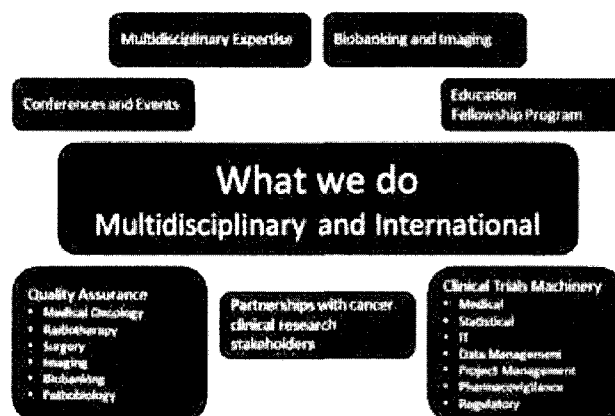 Multidisciplinary Expertise
Biobanking and Imaging
Conferences and Events
Education
Fellowship Program
What we do
Multidisciplinary and International
Quality Assurance
• Medical Oncology
• Radiotherapy
• Surgery
• Imaging
• Biobanking
• Pathobiology
Partnerships with cancer
clinical research
stakeholders
Clinical Trials Machinery
• Medical
• Statistical
• IT
• Data Management
• Project Management
• Pharmacovigilance
• Regulatory